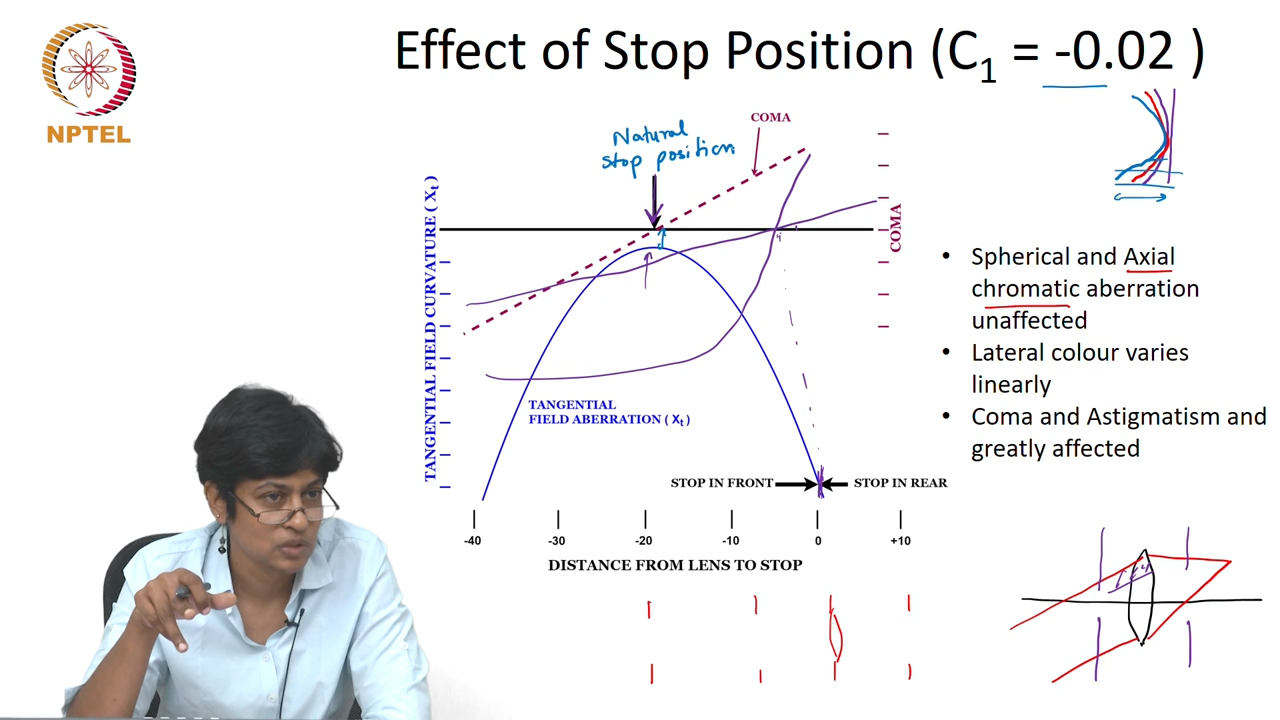 NPTEL
Effect of Stop Position (C1 = -0.02 )
Natural
stop position
COMA
TANGENTIAL FIELD CURVATURE ( Xt )
COMA
• Spherical and Axial
chromatic aberration
unaffected
• Lateral colour varies
linearly
• Coma and Astigmatism and
greatly affected
TANGENTIAL
FIELD ABERRATION ( Xt )
STOP IN FRONT
STOP IN REAR
-40 -30 -20 -10 0 +10
DISTANCE FROM LENS TO STOP